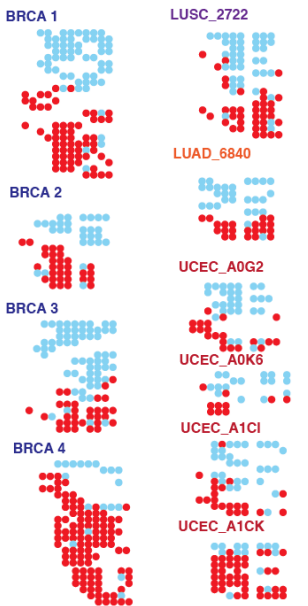 BRCA 1
BRCA 2
BRCA 3
BRCA 4
LUSC_2722
LUAD_6840
UCEC_A0G2
UCEC_A0K6
UCEC_A1CI
UCEC_A1CK